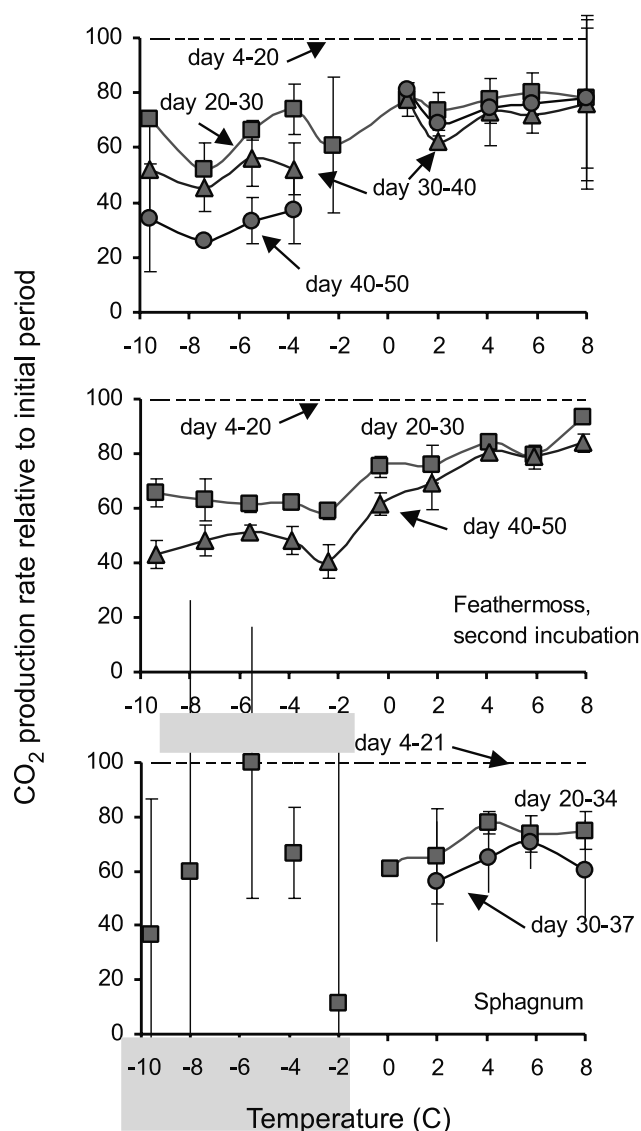 CO2 production rate relative to initial period
100
80
60
40
20
0
day 4-20
day 20-30
day 30-40
day 40-50
-10 -8 -6 -4 -2 0 2 4 6 8
100
80
60
40
20
0
day 4-20
day 20-30
day 40-50
Feathermoss,
second incubation
-10 -8 -6 -4 -2 0 2 4 6 8
100
80
60
40
20
0
day 4-21
day 20-34
day 30-37
Sphagnum
-10 -8 -6 -4 -2 0 2 4 6 8
Temperature (C)